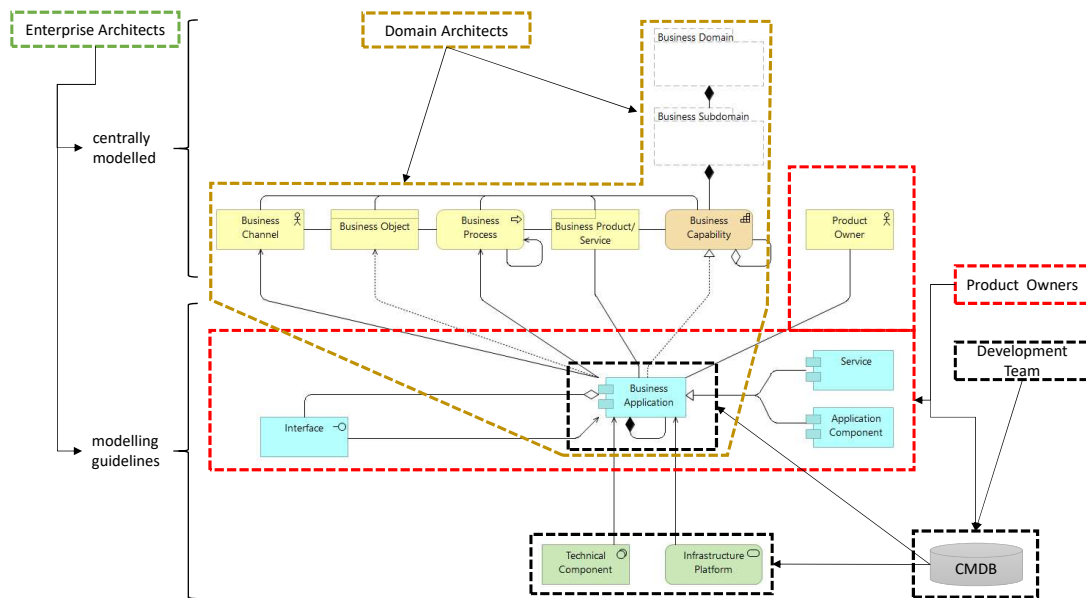 Enterprise Architects
Domain Architects
Business Domain
Business Subdomain
centrally
modelled
Business
Channel
Business Object
Business
Process
Business Product/
Service
Business
Capability
Product
Owner
Product Owners
Development
Team
Business
Application
Service
Application
Component
Interface
modelling
guidelines
Technical
Component
Infrastructure
Platform
CMDB